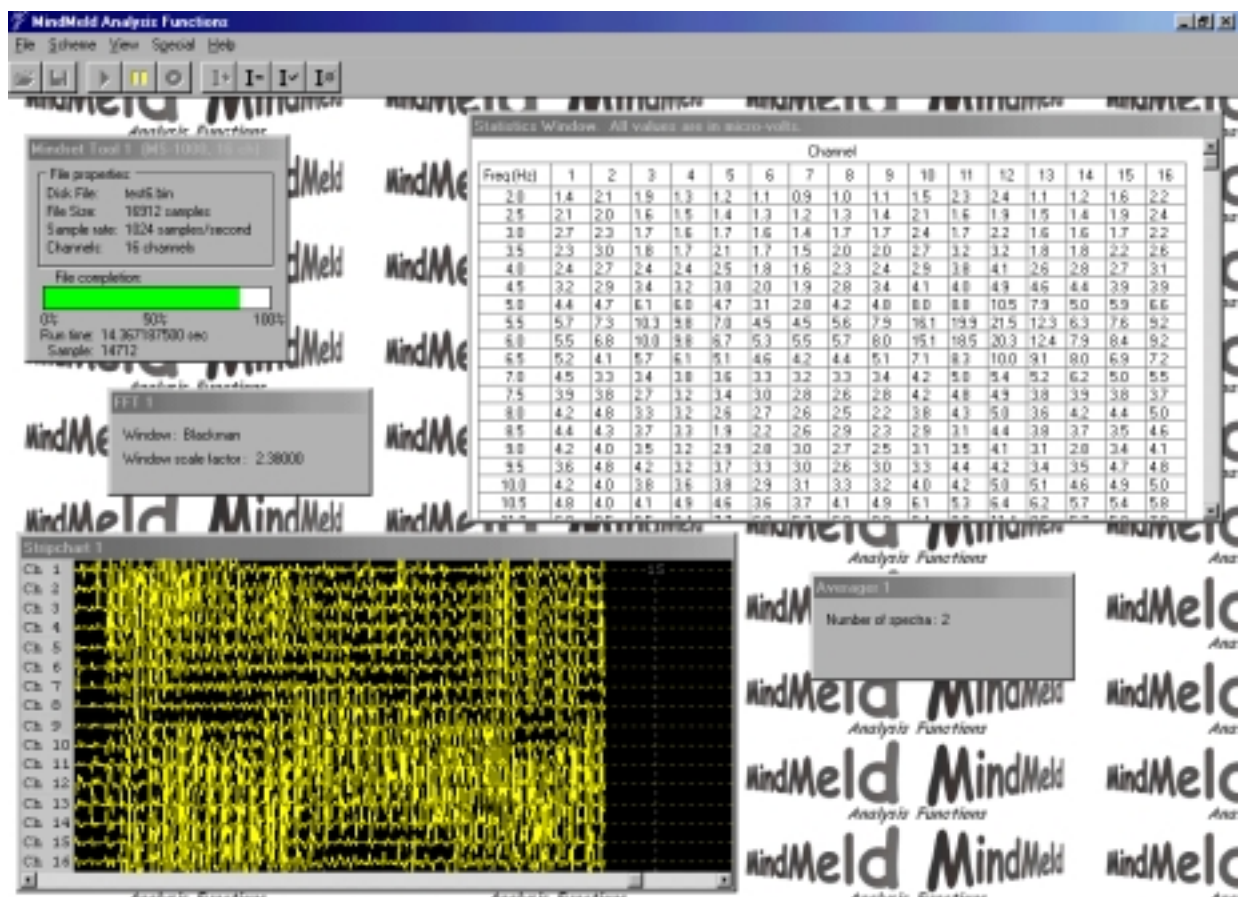 MindMeld Analysis Functions
File Scheme View Special Help
Mindset Tool 1 (MS-1000, 16 ch)
File properties:
Disk File: test6.bin
File Size: 16912 samples
Sample rate: 1024 samples/second
Channels: 16 channels
File completion:
0% 50% 100%
Run time: 14.367187500 sec
Sample: 14712
FFT 1
Window: Blackman
Window scale factor: 2.38000
Statistics Window. All values are in micro-volts.
Channel
Freq (Hz) 1 2 3 4 5 6 7 8 9 10 11 12 13 14 15 16
2.0 1.4 2.1 1.9 1.3 1.2 1.1 0.9 1.0 1.1 1.5 2.3 2.4 1.1 1.2 1.6 2.2
2.5 2.1 2.0 1.6 1.5 1.4 1.3 1.2 1.3 1.4 2.1 1.6 1.9 1.5 1.4 1.9 2.4
3.0 2.7 2.3 1.7 1.6 1.7 1.6 1.4 1.7 1.7 2.4 1.7 2.2 1.6 1.6 1.7 2.2
3.5 2.3 3.0 1.8 1.7 2.1 1.7 1.5 2.0 2.0 2.7 3.2 3.2 1.8 1.8 2.2 2.6
4.0 2.4 2.7 2.4 2.4 2.5 1.8 1.6 2.3 2.4 2.9 3.8 4.1 2.6 2.8 2.7 3.1
4.5 3.2 2.9 3.4 3.2 3.0 2.0 1.9 2.8 3.4 4.1 4.0 4.9 4.6 4.4 3.9 3.9
5.0 4.4 4.7 6.1 6.0 4.7 3.1 2.8 4.2 4.8 8.0 8.8 10.5 7.9 5.0 5.9 6.6
5.5 5.7 7.3 10.3 9.8 7.0 4.5 4.5 5.6 7.9 16.1 19.9 21.5 12.3 6.3 7.6 9.2
6.0 5.5 6.8 10.0 9.8 6.7 5.3 5.5 5.7 8.0 15.1 18.5 20.3 12.4 7.9 8.4 9.2
6.5 5.2 4.1 5.7 6.1 5.1 4.6 4.2 4.4 5.1 7.1 8.3 10.0 9.1 8.0 6.9 7.2
7.0 4.5 3.3 3.4 3.8 3.6 3.3 3.2 3.3 3.4 4.2 5.0 5.4 5.2 6.2 5.0 5.5
7.5 3.9 3.8 2.7 3.2 3.4 3.0 2.8 2.6 2.8 4.2 4.8 4.9 3.8 3.9 3.8 3.7
8.0 4.2 4.8 3.3 3.2 2.6 2.7 2.6 2.5 2.2 3.8 4.3 5.0 3.6 4.2 4.4 5.0
8.5 4.4 4.3 3.7 3.3 1.9 2.2 2.6 2.9 2.3 2.9 3.1 4.4 3.8 3.7 3.5 4.6
9.0 4.2 4.0 3.5 3.2 2.9 2.8 3.0 2.7 2.5 3.1 3.5 4.1 3.1 2.8 3.4 4.1
9.5 3.6 4.8 4.2 3.2 3.7 3.3 3.0 2.6 3.0 3.3 4.4 4.2 3.4 3.5 4.7 4.8
10.0 4.2 4.0 3.8 3.6 3.8 2.9 3.1 3.3 3.2 4.0 4.2 5.0 5.1 4.6 4.9 5.0
10.5 4.8 4.0 4.1 4.9 4.6 3.6 3.7 4.1 4.9 6.1 5.3 6.4 6.2 5.7 5.4 5.8
Stripchart 1
15
Ch 1
Ch 2
Ch 3
Ch 4
Ch 5
Ch 6
Ch 7
Ch 8
Ch 9
Ch 10
Ch 11
Ch 12
Ch 13
Ch 14
Ch 15
Ch 16
Averager 1
Number of spectra: 2
MindMeld
Analysis Functions